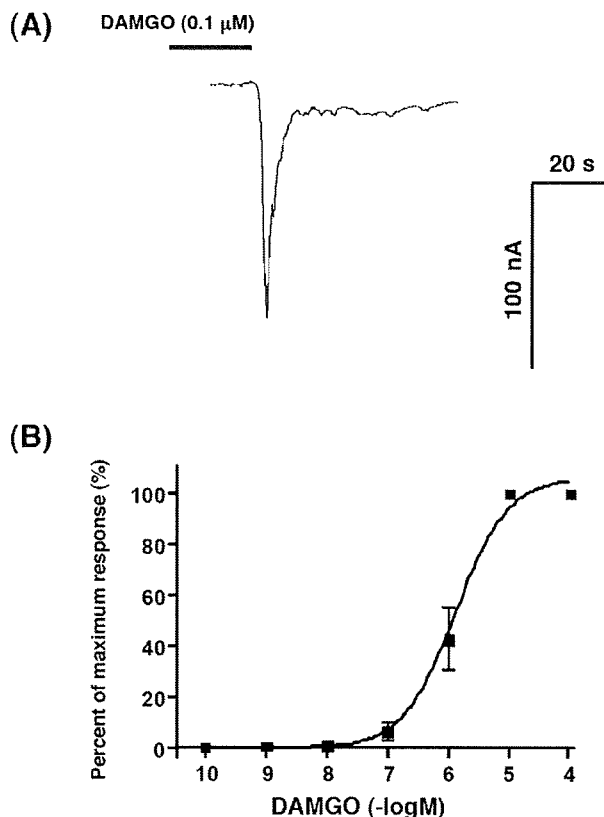 (A)
DAMGO (0.1 µM)
20 s
100 nA
(B)
Percent of maximum response (%)
100
80
60
40
20
0
10 9 8 7 6 5 4
DAMGO (-logM)